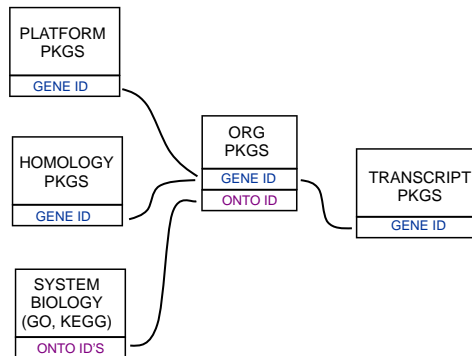 PLATFORM
PKGS
GENE ID
HOMOLOGY
PKGS
GENE ID
SYSTEM
BIOLOGY
(GO, KEGG)
ONTO ID'S
ORG
PKGS
GENE ID
ONTO ID
TRANSCRIPT
PKGS
GENE ID